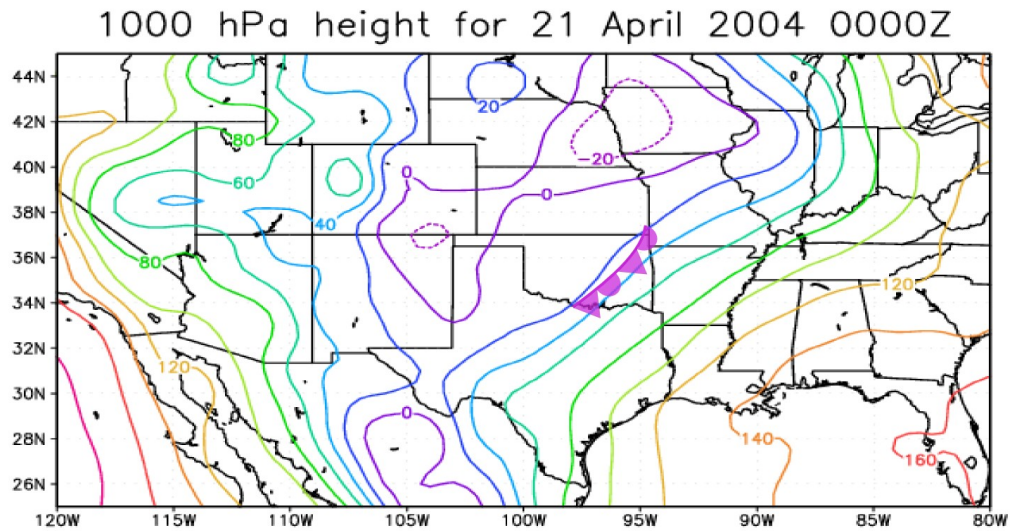 1000 hPa height for 21 April 2004 0000Z
44N
20
42N
80
-20
40N
60
0
0
38N
40
36N
80
120
34N
32N
120
30N
0
28N
140
160
26N
120W 115W 110W 105W 100W 95W 90W 85W 80W